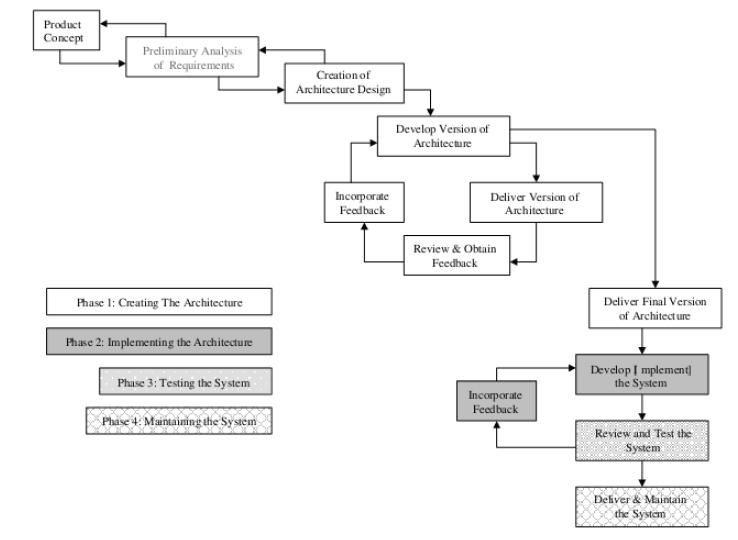 Product
Concept
Preliminary Analysis
of Requirements
Creation of
Architecture Design
Develop Version of
Architecture
Incorporate
Feedback
Deliver Version of
Architecture
Review & Obtain
Feedback
Phase 1: Creating The Architecture
Phase 2: Implementing the Architecture
Phase 3: Testing the System
Phase 4: Maintaining the System
Deliver Final Version
of Architecture
Develop [Implement]
the System
Incorporate
Feedback
Review and Test the
System
Deliver & Maintain
the System